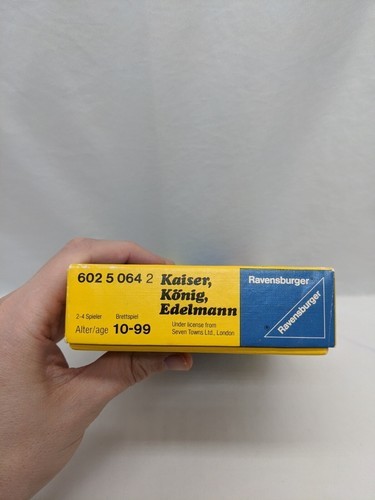 602 5 064 2
Kaiser,
König,
Edelmann
2-4 Spieler Brettspiel
Alter/age 10-99
Under license from
Seven Towns Ltd., London
Ravensburger
Ravensburger